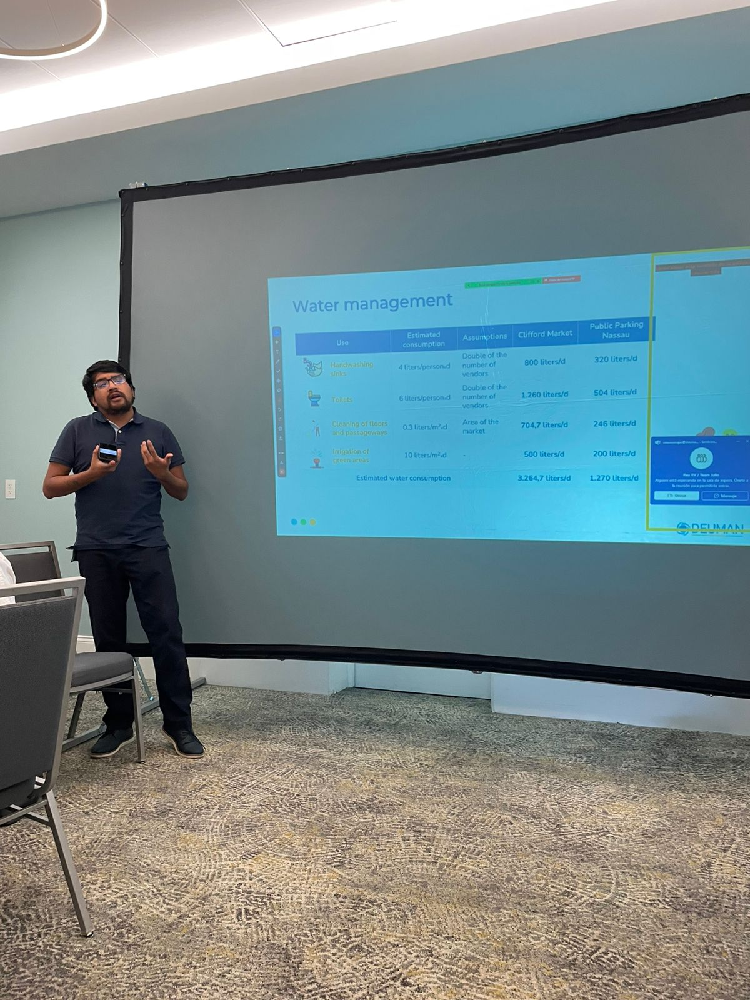 Water management
Use
Estimated
consumption
Assumptions
Clifford Market
Public Parking
Nassau
Handwashing
sinks
4 liters/person.d
Double of the
number of
vendors
800 liters/d
320 liters/d
Toilets
6 liters/person.d
Double of the
number of
vendors
1.260 liters/d
504 liters/d
Cleaning of floors
and passageways
0.3 liters/m².d
Area of the
market
704,7 liters/d
246 liters/d
Irrigation of
green areas
10 liters/m².d
-
500 liters/d
200 liters/d
Estimated water consumption
3.264,7 liters/d
1.270 liters/d
Reu RV / Team Julio
Alguien está esperando en la sala de espera. Únete a
la reunión para permitirle entrar.
Unirse
Mensaje
DEUMAN